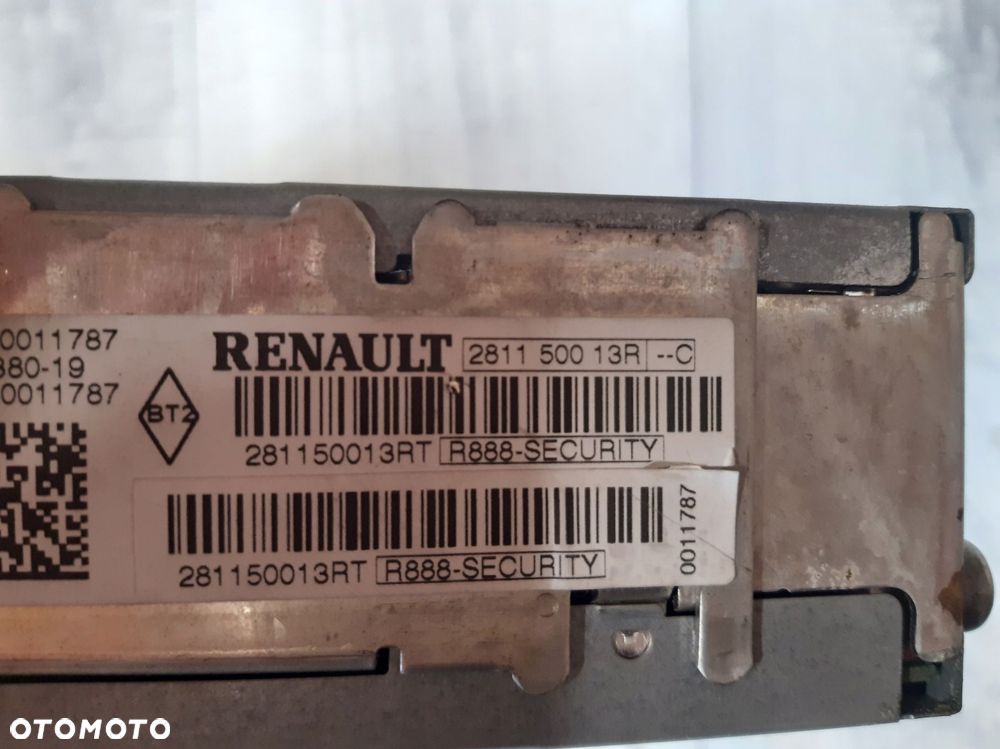 0011787
880-19
0011787
RENAULT 2811 500 13R --C
BT2
281150013RT R888-SECURITY
281150013RT R888-SECURITY
0011787
OTOMOTO